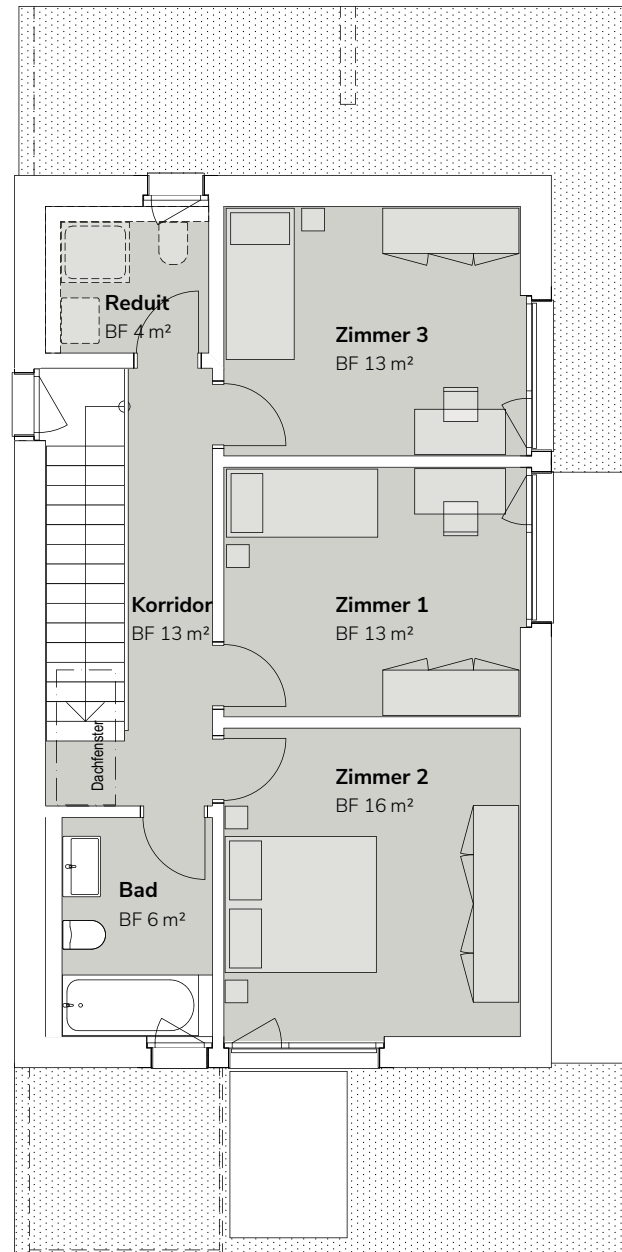 Reduit
BF 4 m²
Zimmer 3
BF 13 m²
Korridor
BF 13 m²
Zimmer 1
BF 13 m²
Dachfenster
Zimmer 2
BF 16 m²
Bad
BF 6 m²